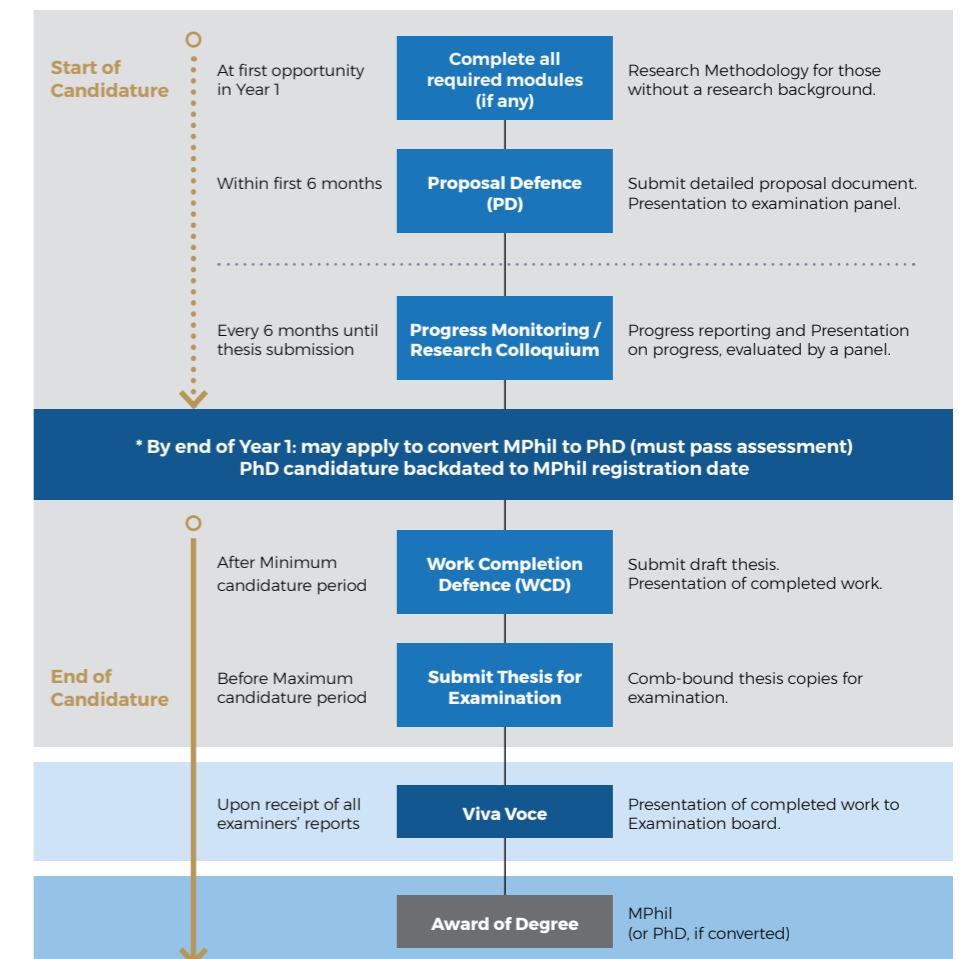 Start of
Candidature
At first opportunity
in Year 1
Complete all
required modules
(if any)
Research Methodology for those
without a research background.
Within first 6 months
Proposal Defence
(PD)
Submit detailed proposal document.
Presentation to examination panel.
Every 6 months until
thesis submission
Progress Monitoring /
Research Colloquium
Progress reporting and Presentation
on progress, evaluated by a panel.
* By end of Year 1: may apply to convert MPhil to PhD (must pass assessment)
PhD candidature backdated to MPhil registration date
After Minimum
candidature period
Work Completion
Defence (WCD)
Submit draft thesis.
Presentation of completed work.
End of
Candidature
Before Maximum
candidature period
Submit Thesis for
Examination
Comb-bound thesis copies for
examination.
Upon receipt of all
examiners’ reports
Viva Voce
Presentation of completed work to
Examination board.
Award of Degree
MPhil
(or PhD, if converted)